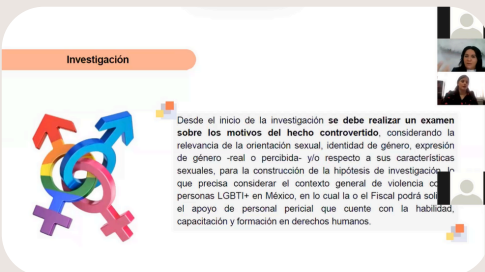 Investigación
Desde el inicio de la investigación se debe realizar un examen
sobre los motivos del hecho controvertido, considerando la
relevancia de la orientación sexual, identidad de género, expresión
de género -real o percibida- y/o respecto a sus características
sexuales, para la construcción de la hipótesis de investigación, lo
que precisa considerar el contexto general de violencia
personas LGBTI+ en México, en lo cual la o el Fiscal podrá
el apoyo de personal pericial que cuente con la habilidad,
capacitación y formación en derechos humanos.